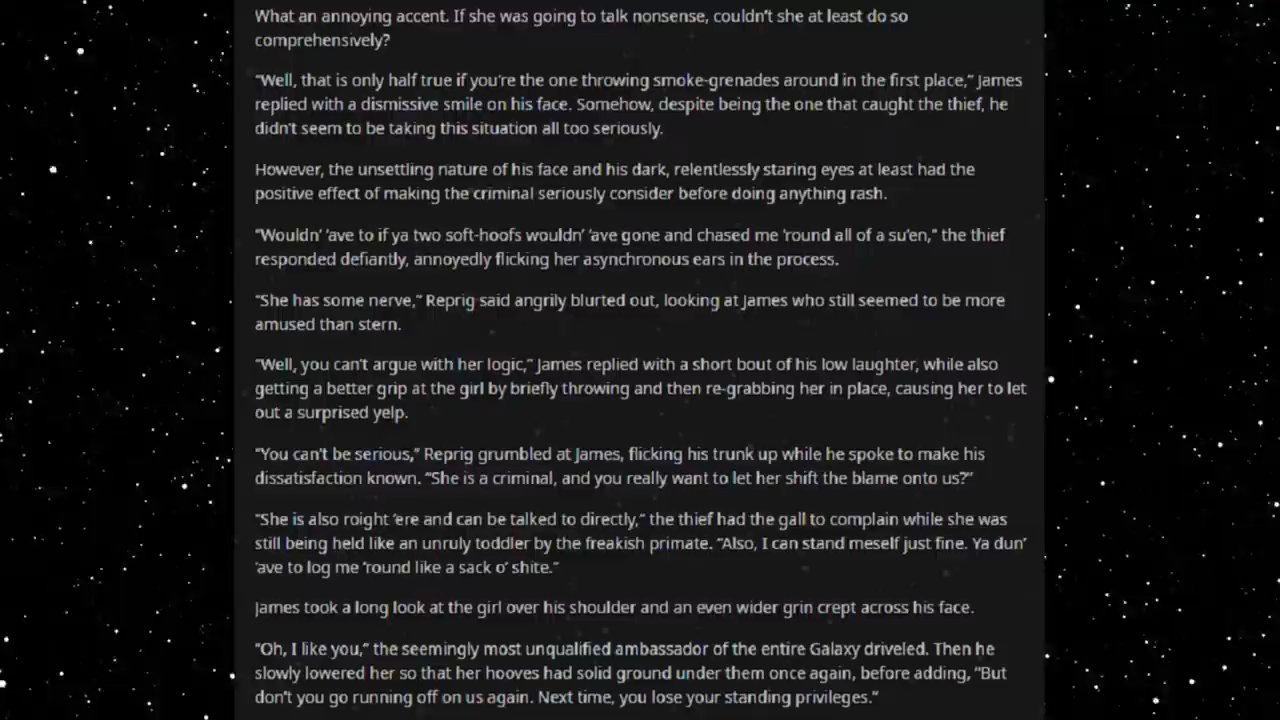 What an annoying accent. If she was going to talk nonsense, couldn't she at least do so
comprehensively?
“Well, that is only half true if you're the one throwing smoke-grenades around in the first place,” James
replied with a dismissive smile on his face. Somehow, despite being the one that caught the thief, he
didn't seem to be taking this situation all too seriously.
However, the unsettling nature of his face and his dark, relentlessly staring eyes at least had the
positive effect of making the criminal seriously consider before doing anything rash.
“Wouldn' 'ave to if ya two soft-hoofs wouldn' 'ave gone and chased me 'round all of a su'en,” the thief
responded defiantly, annoyedly flicking her asynchronous ears in the process.
“She has some nerve,” Reprig said angrily blurted out, looking at James who still seemed to be more
amused than stern.
“Well, you can't argue with her logic,” James replied with a short bout of his low laughter, while also
getting a better grip at the girl by briefly throwing and then re-grabbing her in place, causing her to let
out a surprised yelp.
“You can't be serious,” Reprig grumbled at James, flicking his trunk up while he spoke to make his
dissatisfaction known. “She is a criminal, and you really want to let her shift the blame onto us?”
“She is also roight 'ere and can be talked to directly,” the thief had the gall to complain while she was
still being held like an unruly toddler by the freakish primate. “Also, I can stand meself just fine. Ya dun'
'ave to log me 'round like a sack o' shite.”
James took a long look at the girl over his shoulder and an even wider grin crept across his face.
“Oh, I like you,” the seemingly most unqualified ambassador of the entire Galaxy driveled. Then he
slowly lowered her so that her hooves had solid ground under them once again, before adding, “But
don't you go running off on us again. Next time, you lose your standing privileges.”